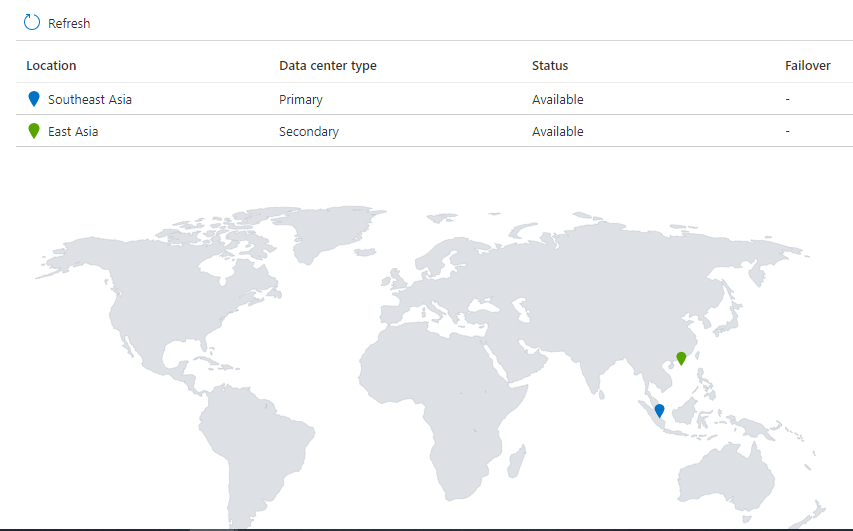 Refresh
Location Data center type Status Failover
Southeast Asia Primary Available -
East Asia Secondary Available -